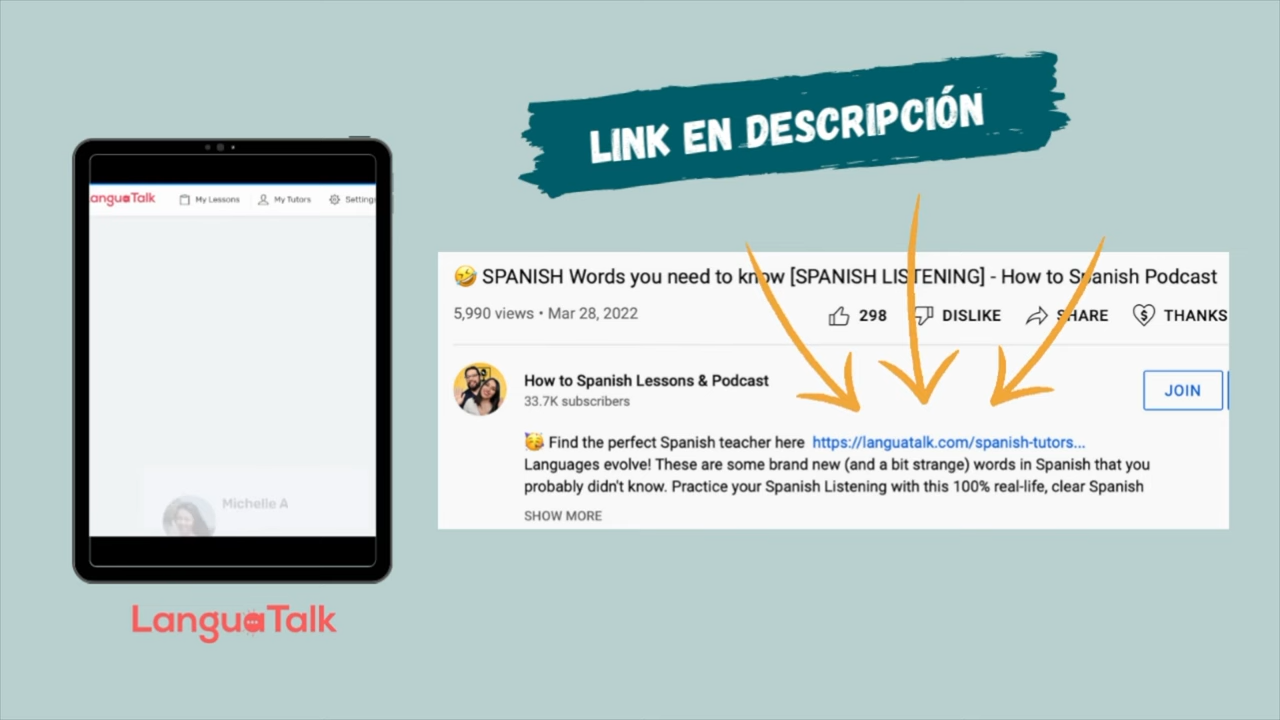 LINK EN DESCRIPCIÓN
LanguaTalk
My Lessons
My Tutors
Settings
Michelle A
LanguaTalk
🤣 SPANISH Words you need to know [SPANISH LISTENING] - How to Spanish Podcast
5,990 views • Mar 28, 2022
298
DISLIKE
SHARE
THANKS
How to Spanish Lessons & Podcast
33.7K subscribers
JOIN
🥳 Find the perfect Spanish teacher here https://languatalk.com/spanish-tutors...
Languages evolve! These are some brand new (and a bit strange) words in Spanish that you
probably didn't know. Practice your Spanish Listening with this 100% real-life, clear Spanish
SHOW MORE